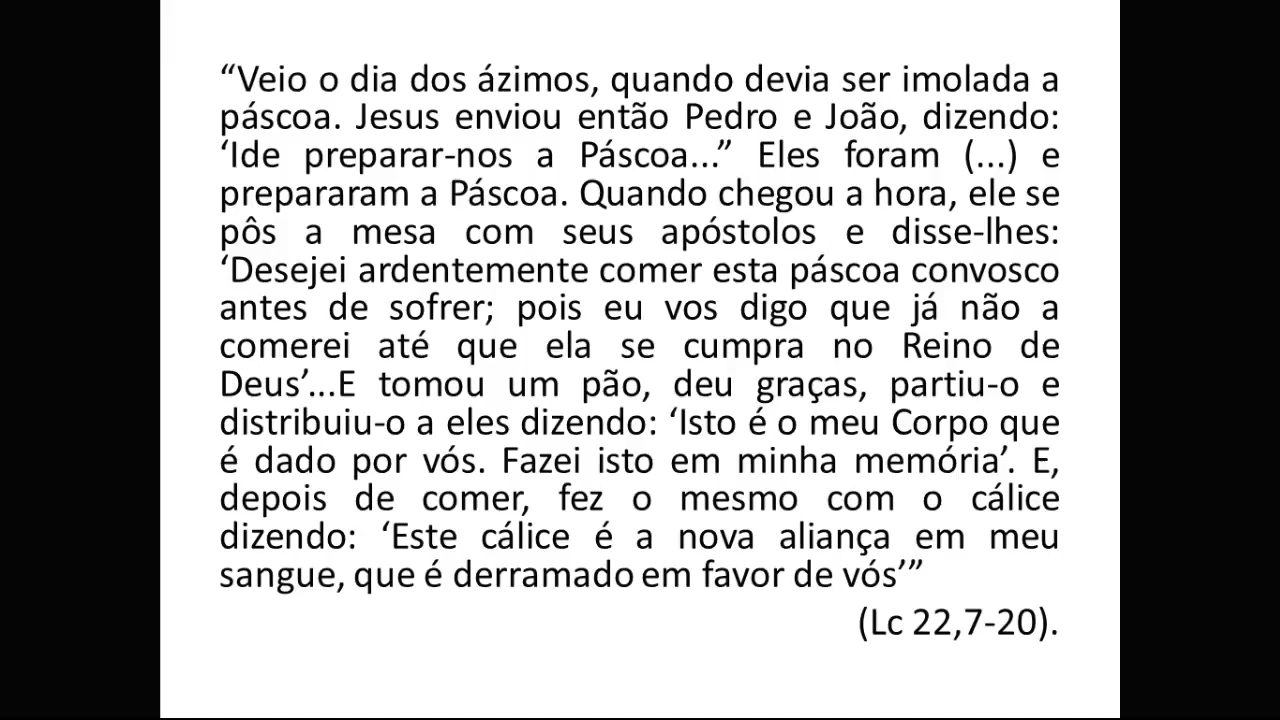 “Veio o dia dos ázimos, quando devia ser imolada a
páscoa. Jesus enviou então Pedro e João, dizendo:
‘Ide preparar-nos a Páscoa...” Eles foram (...) e
prepararam a Páscoa. Quando chegou a hora, ele se
pôs a mesa com seus apóstolos e disse-lhes:
‘Desejei ardentemente comer esta páscoa convosco
antes de sofrer; pois eu vos digo que já não a
comerei até que ela se cumpra no Reino de
Deus’...E tomou um pão, deu graças, partiu-o e
distribuiu-o a eles dizendo: ‘Isto é o meu Corpo que
é dado por vós. Fazei isto em minha memória’. E,
depois de comer, fez o mesmo com o cálice
dizendo: ‘Este cálice é a nova aliança em meu
sangue, que é derramado em favor de vós’”
(Lc 22,7-20).